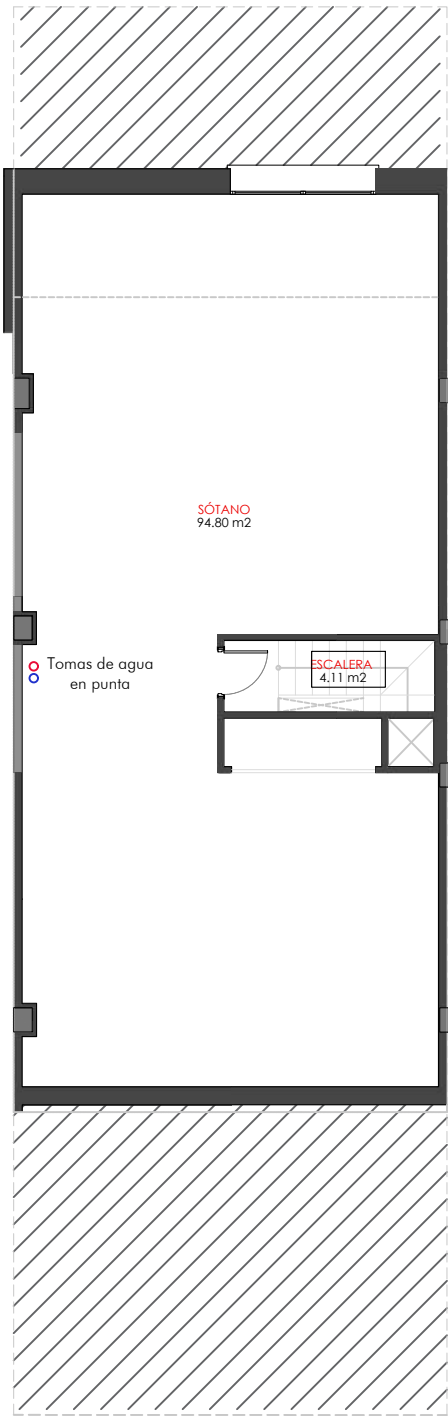 SÓTANO
94.80 m2
Tomas de agua
en punta
ESCALERA
4.11 m2